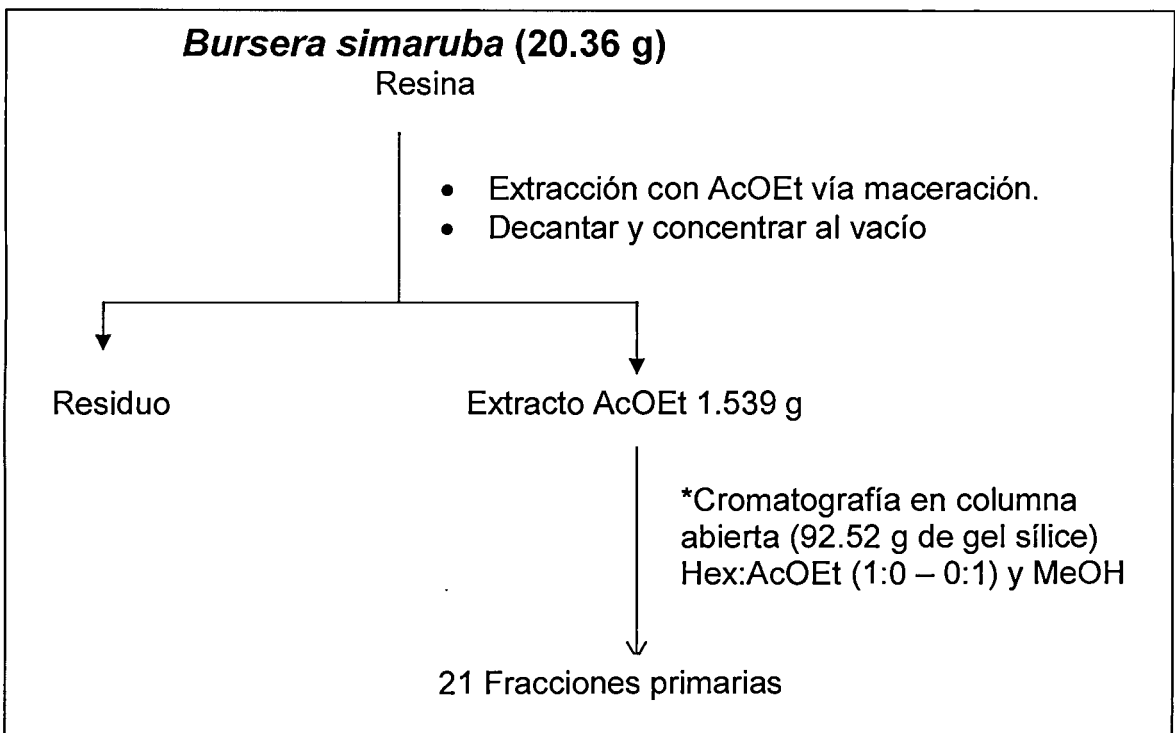 Bursera simaruba (20.36 g)
Resina
• Extracción con AcOEt vía maceración.
• Decantar y concentrar al vacío
Residuo
Extracto AcOEt 1.539 g
*Cromatografía en columna
abierta (92.52 g de gel sílice)
Hex:AcOEt (1:0 – 0:1) y MeOH
21 Fracciones primarias